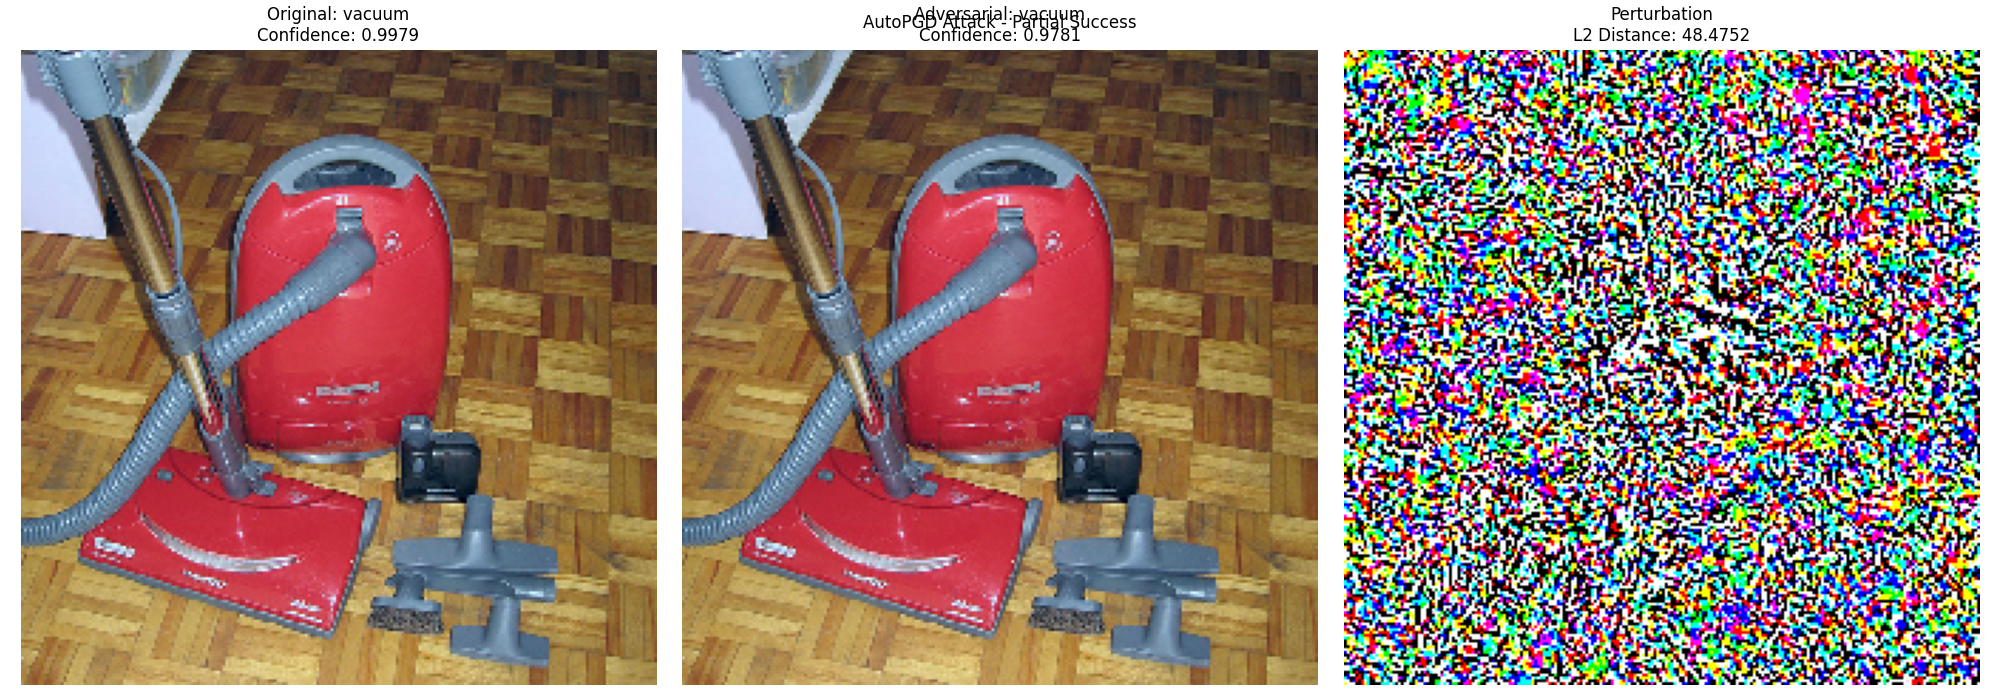 Original: vacuum
Confidence: 0.9979
AutoPGD Attack - Partial Success
Adversarial: vacuum
Confidence: 0.9781
Perturbation
L2 Distance: 48.4752